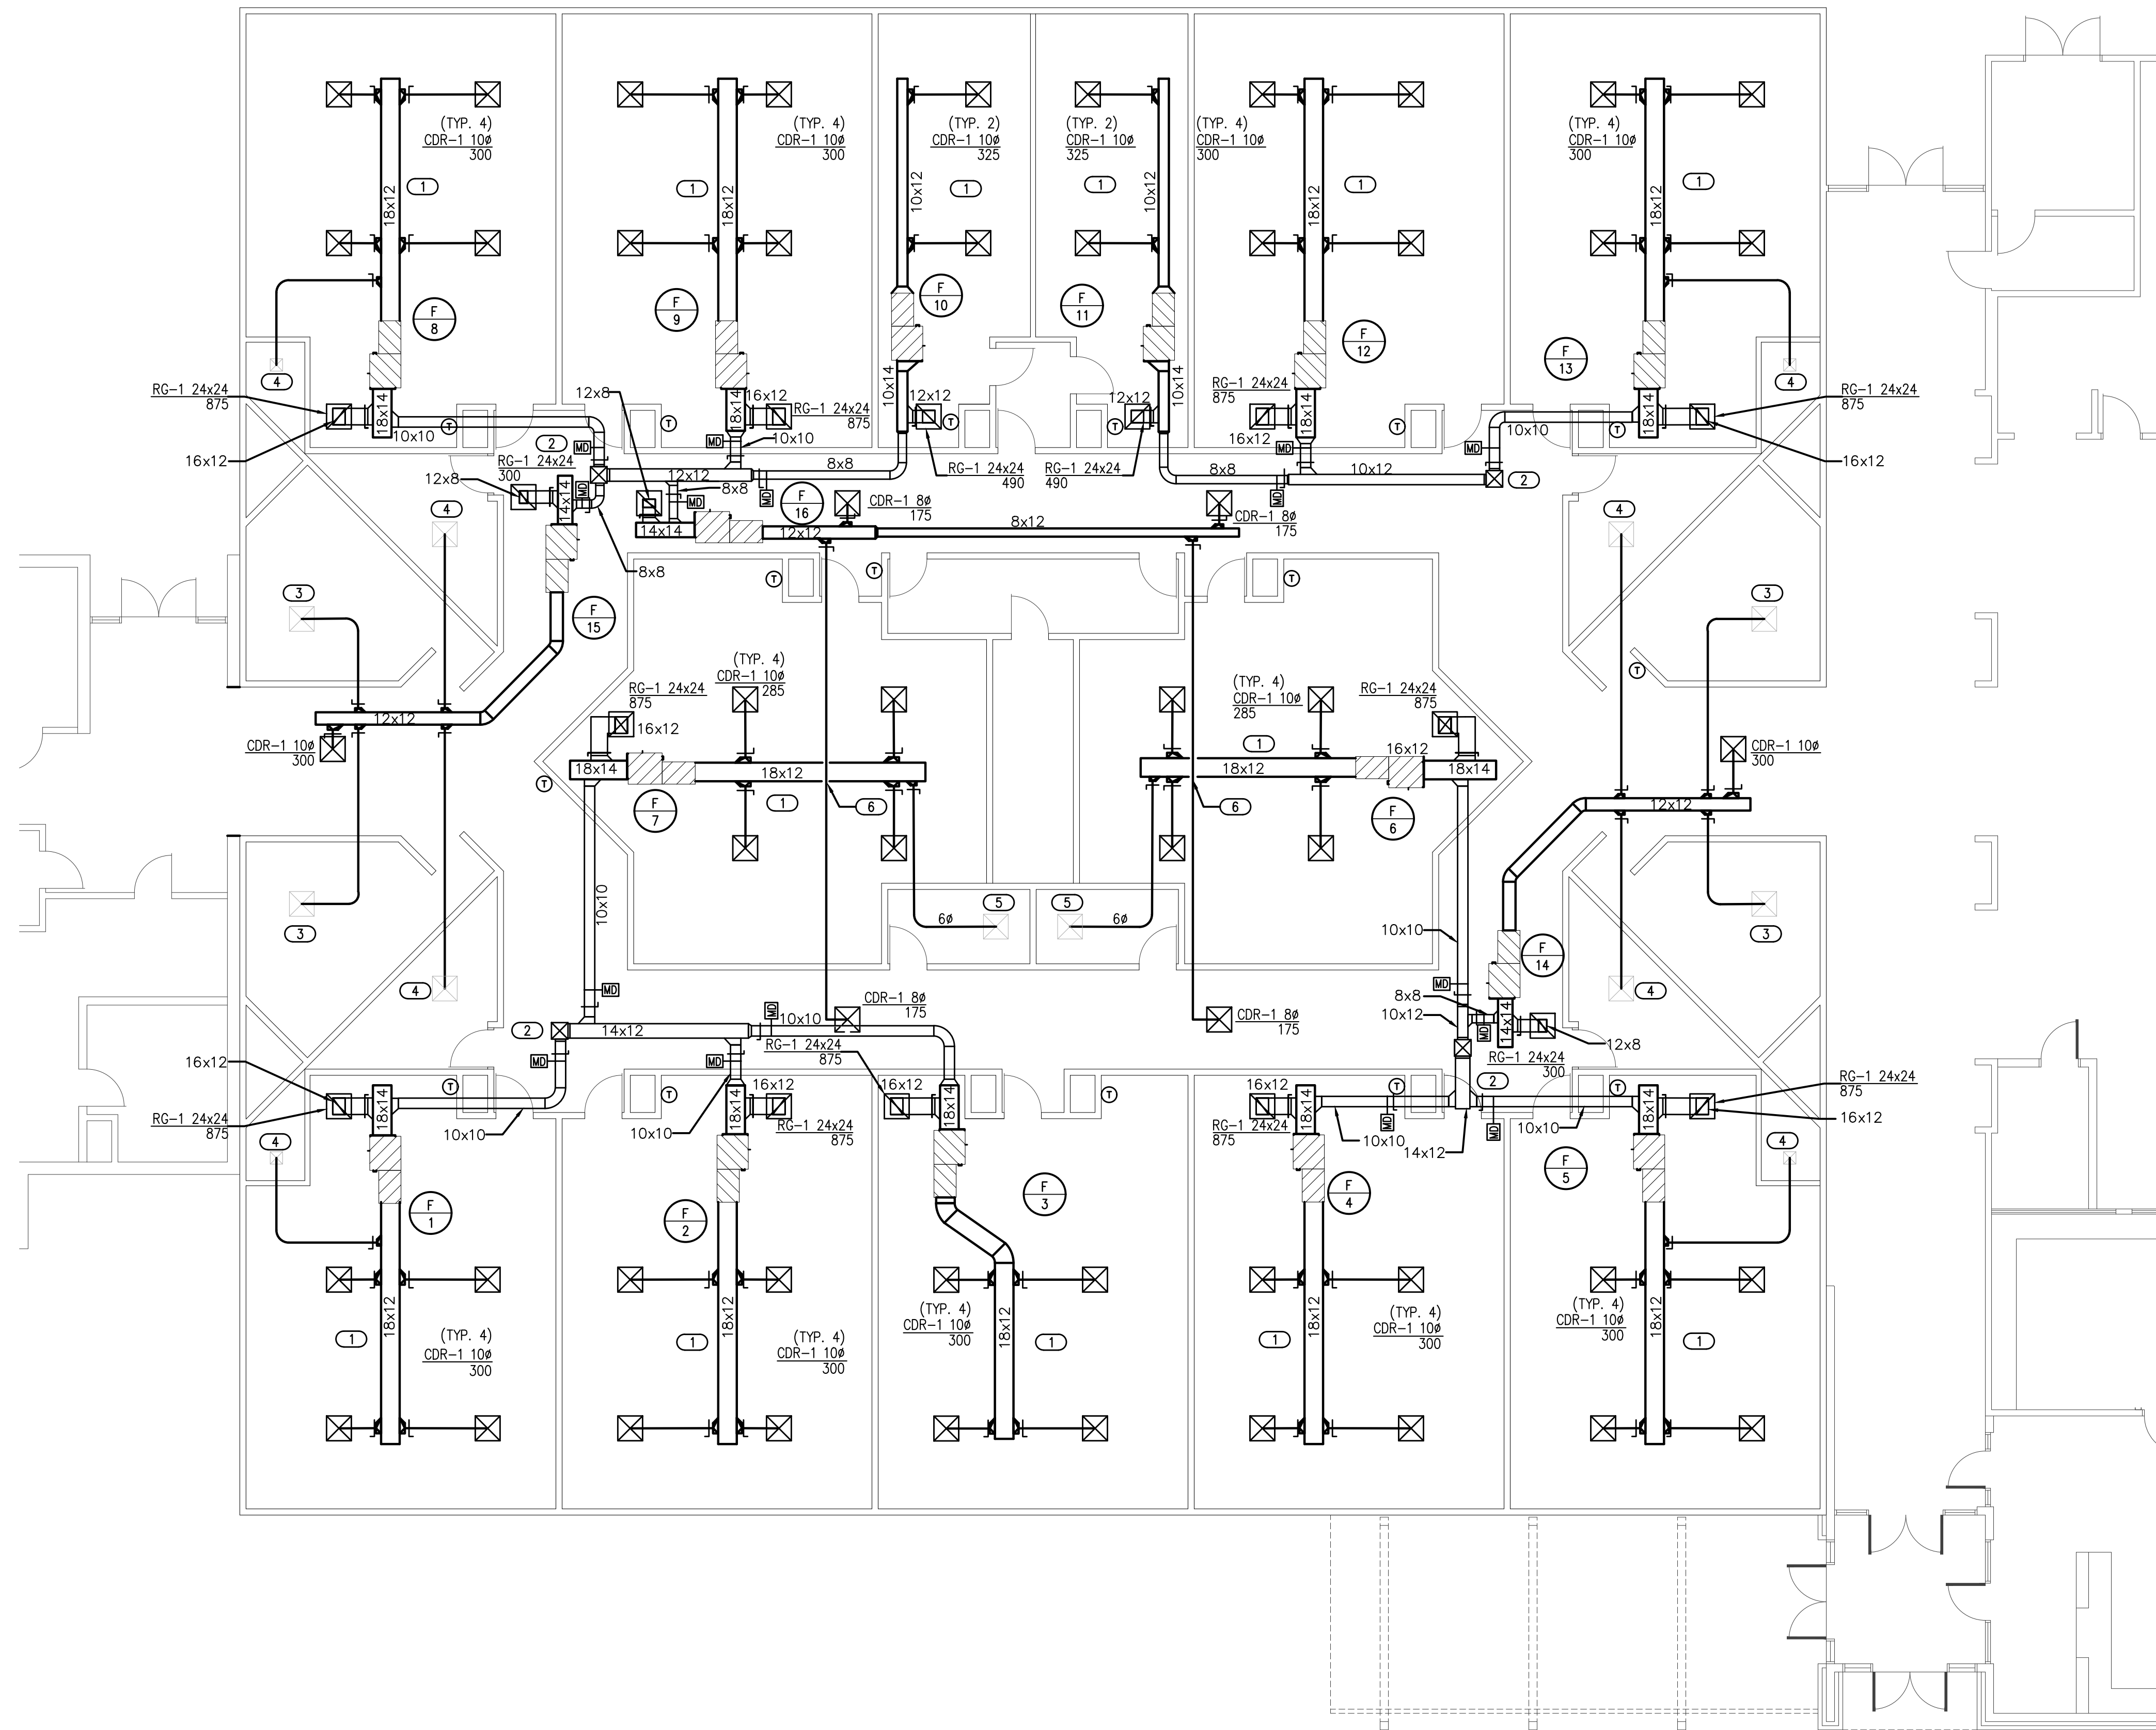 (TYP. 4)
CDR-1 10ø
300
(TYP. 4)
CDR-1 10ø
300
(TYP. 2)
CDR-1 10ø
325
(TYP. 2)
CDR-1 10ø
325
(TYP. 4)
CDR-1 10ø
300
(TYP. 4)
CDR-1 10ø
300
18x12
1
18x12
1
10x12
1
10x12
1
18x12
1
18x12
1
F
8
F
9
F
10
F
11
F
12
F
13
4
4
RG-1 24x24
875
16x12
18x14
10x10
T
2
MD
12x8
T
MD
18x14
16x12
RG-1 24x24
875
10x10
10x14
12x12
T
RG-1 24x24
490
12x12
T
10x14
RG-1 24x24
490
RG-1 24x24
875
16x12
18x14
MD
T
MD
10x10
T
18x14
RG-1 24x24
875
16x12
RG-1 24x24
300
12x8
14x14
MD
12x12
8x8
8x8
MD
8x8
10x12
MD
2
4
4
14x14
MD
F
16
12x12
CDR-1 8ø
175
8x12
CDR-1 8ø
175
8x8
T
T
T
3
F
15
3
T
(TYP. 4)
CDR-1 10ø
285
RG-1 24x24
875
16x12
(TYP. 4)
CDR-1 10ø
285
RG-1 24x24
875
12x12
CDR-1 10ø
300
18x14
18x12
1
T
F
7
6
1
18x12
16x12
18x14
6
F
6
CDR-1 10ø
300
12x12
10x10
3
5
6ø
5
6ø
10x10
F
14
3
4
MD
MD
8x8
10x12
14x14
MD
12x8
4
2
14x12
MD
10x10
CDR-1 8ø
175
CDR-1 8ø
175
MD
MD
RG-1 24x24
875
RG-1 24x24
300
2
16x12
RG-1 24x24
875
18x14
T
10x10
T
18x14
16x12
RG-1 24x24
875
10x10
16x12
18x14
T
16x12
RG-1 24x24
875
18x14
T
MD
10x10
14x12
MD
10x10
T
18x14
RG-1 24x24
875
16x12
4
4
F
1
F
2
F
3
F
4
F
5
18x12
1
(TYP. 4)
CDR-1 10ø
300
18x12
1
(TYP. 4)
CDR-1 10ø
300
(TYP. 4)
CDR-1 10ø
300
18x12
1
1
18x12
(TYP. 4)
CDR-1 10ø
300
(TYP. 4)
CDR-1 10ø
300
18x12
1